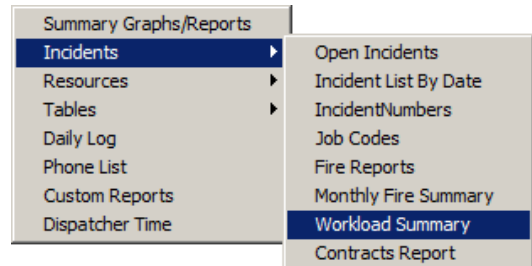 Summary Graphs/Reports
Incidents
Resources
Tables
Daily Log
Phone List
Custom Reports
Dispatcher Time
Open Incidents
Incident List By Date
IncidentNumbers
Job Codes
Fire Reports
Monthly Fire Summary
Workload Summary
Contracts Report